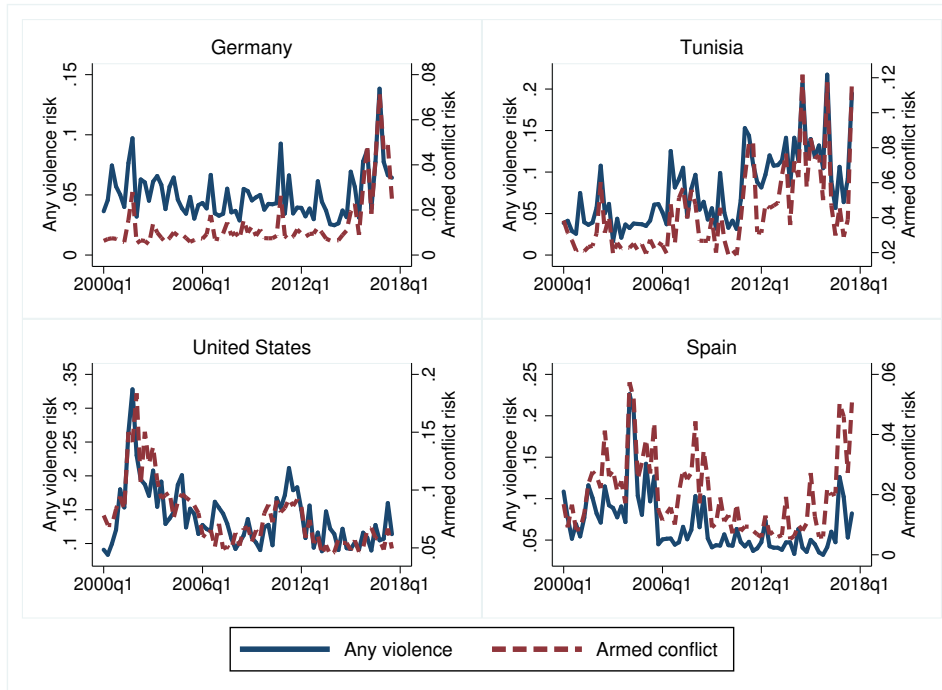 Germany
Any violence risk
0 .05 .1 .15
Armed conflict risk
0 .02 .04 .06 .08
2000q1 2006q1 2012q1 2018q1
Tunisia
Any violence risk
0 .05 .1 .15 .2
Armed conflict risk
.02 .04 .06 .08 .1 .12
2000q1 2006q1 2012q1 2018q1
United States
Any violence risk
.1 .15 .2 .25 .3 .35
Armed conflict risk
.05 .1 .15 .2
2000q1 2006q1 2012q1 2018q1
Spain
Any violence risk
.05 .1 .15 .2 .25
Armed conflict risk
0 .02 .04 .06
2000q1 2006q1 2012q1 2018q1
Any violence Armed conflict